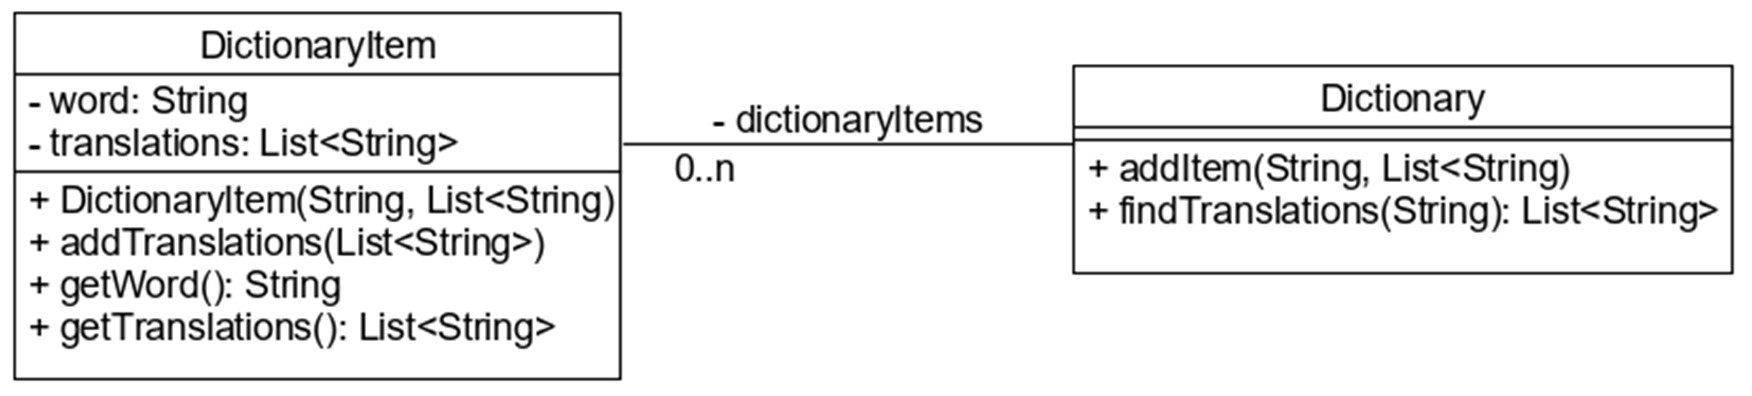 DictionaryItem
- word: String
- translations: List<String>
+ DictionaryItem(String, List<String)
+ addTranslations(List<String>)
+ getWord(): String
+ getTranslations(): List<String>
- dictionaryItems
0..n
Dictionary
+ addItem(String, List<String)
+ findTranslations(String): List<String>